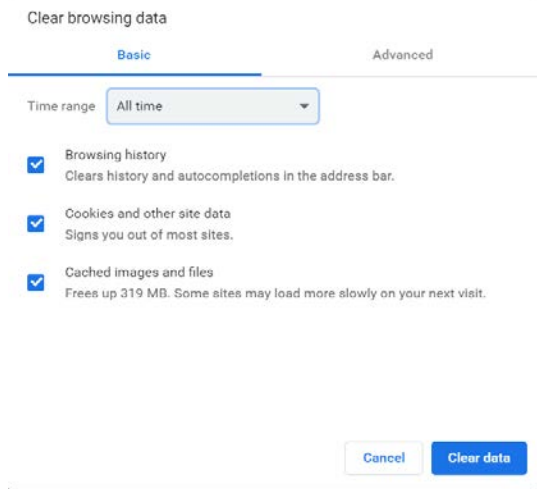 Clear browsing data
Basic
Advanced
Time range
All time
Browsing history
Clears history and autocompletions in the address bar.
Cookies and other site data
Signs you out of most sites.
Cached images and files
Frees up 319 MB. Some sites may load more slowly on your next visit.
Cancel
Clear data